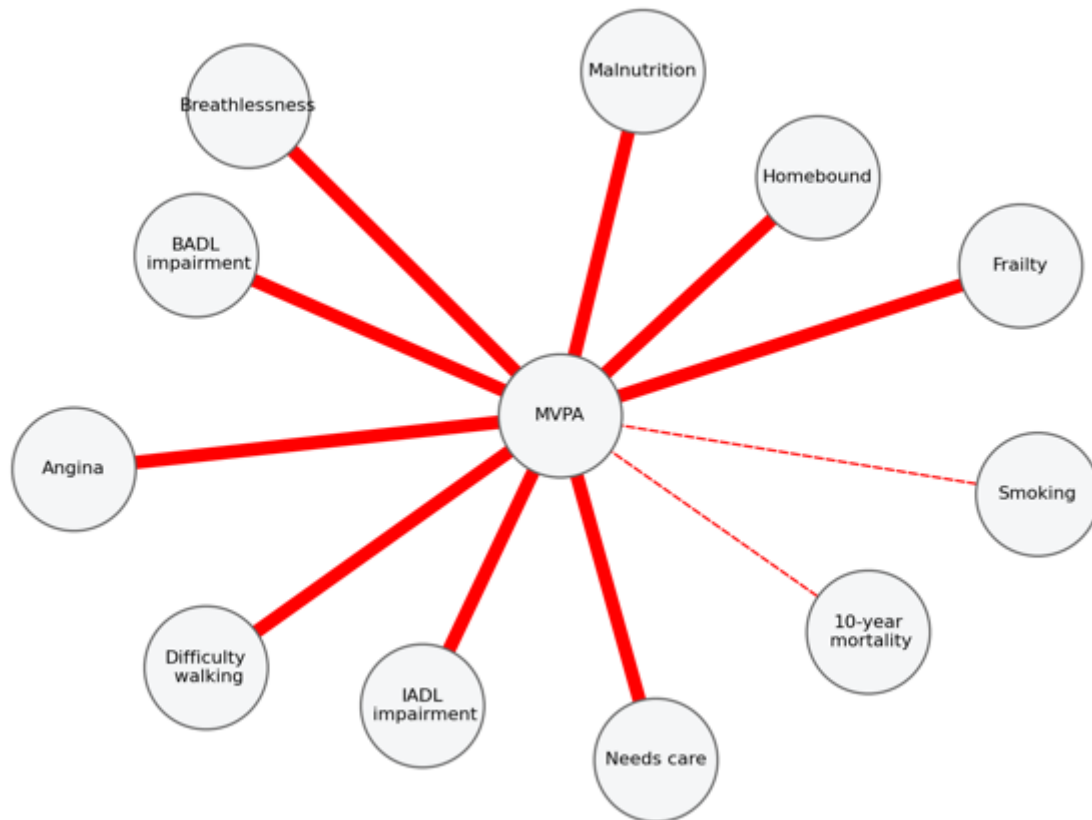 Malnutrition
Breathlessness
Homebound
BADL
impairment
Frailty
MVPA
Angina
Smoking
10-year
mortality
Difficulty
walking
IADL
impairment
Needs care